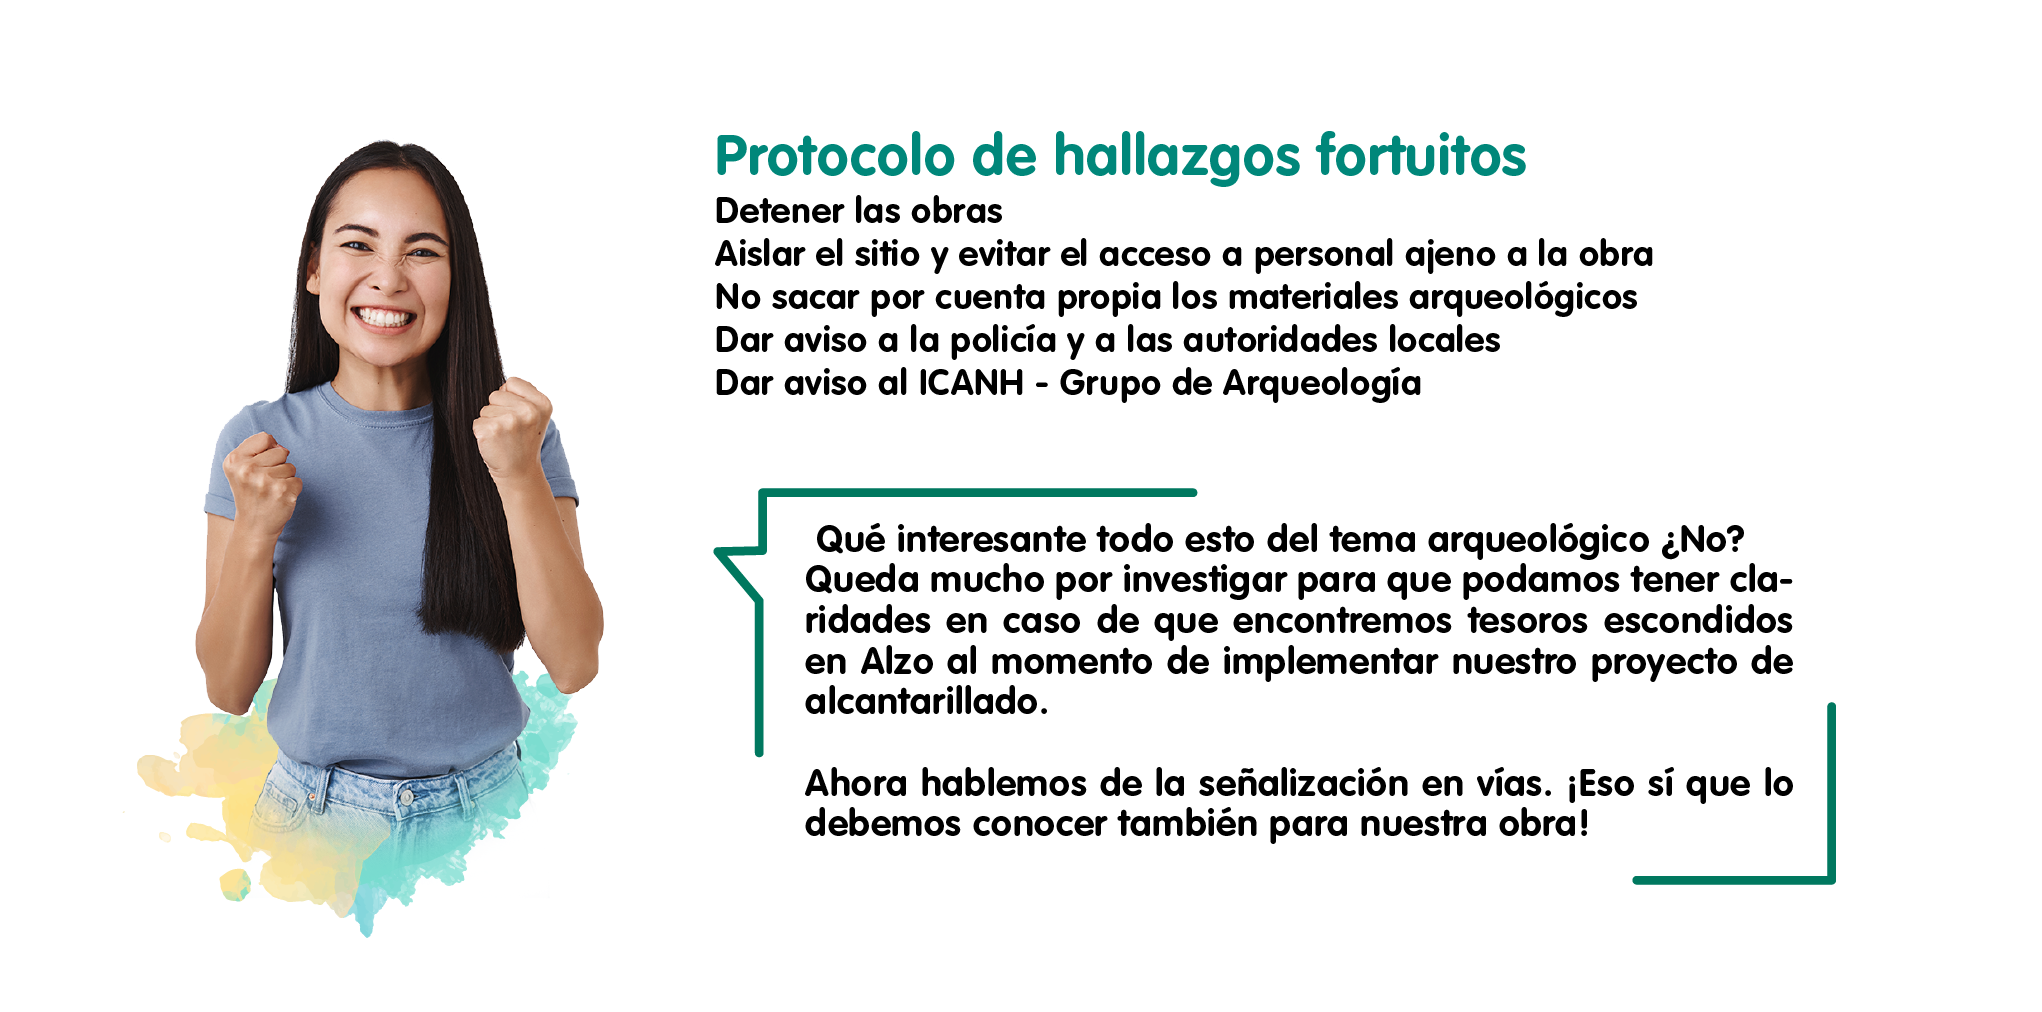 Protocolo de hallazgos fortuitos
Detener las obras
Aislar el sitio y evitar el acceso a personal ajeno a la obra
No sacar por cuenta propia los materiales arqueológicos
Dar aviso a la policía y a las autoridades locales
Dar aviso al ICANH - Grupo de Arqueología
Qué interesante todo esto del tema arqueológico ¿No?
Queda mucho por investigar para que podamos tener cla-
ridades en caso de que encontremos tesoros escondidos
en Alzo al momento de implementar nuestro proyecto de
alcantarillado.
Ahora hablemos de la señalización en vías. ¡Eso sí que lo
debemos conocer también para nuestra obra!